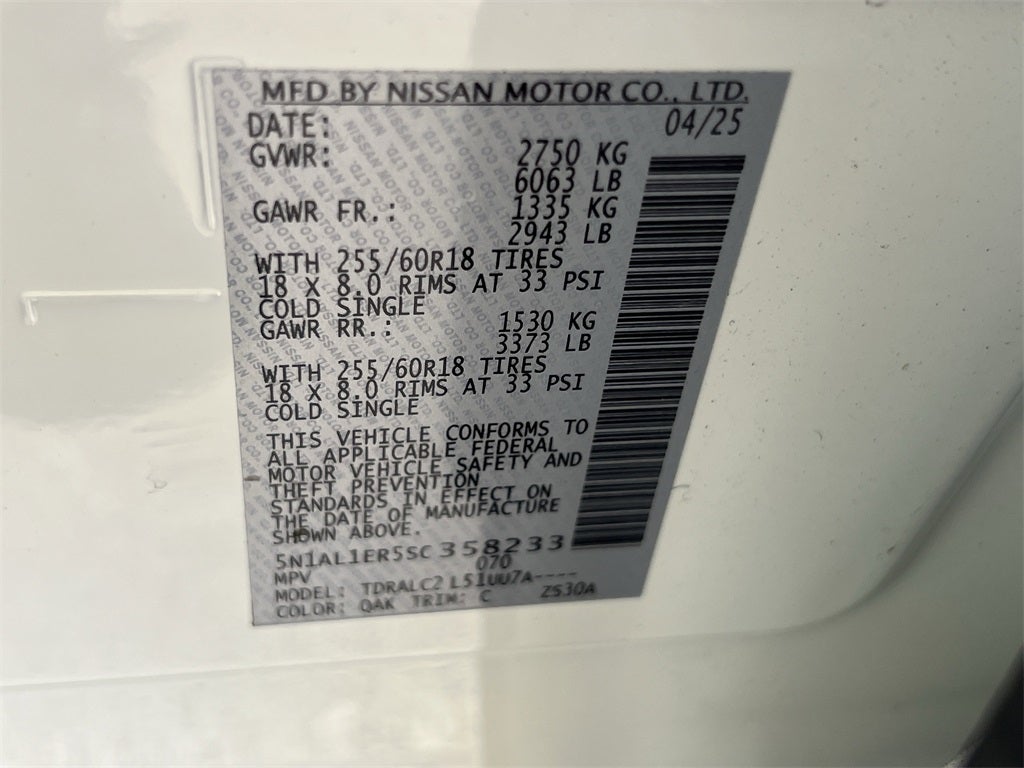 MFD BY NISSAN MOTOR CO., LTD.
DATE: 04/25
GVWR: 2750 KG
6063 LB
GAWR FR.: 1335 KG
2943 LB
WITH 255/60R18 TIRES
18 X 8.0 RIMS AT 33 PSI
COLD SINGLE
GAWR RR.: 1530 KG
3373 LB
WITH 255/60R18 TIRES
18 X 8.0 RIMS AT 33 PSI
COLD SINGLE
THIS VEHICLE CONFORMS TO
ALL APPLICABLE FEDERAL
MOTOR VEHICLE SAFETY AND
THEFT PREVENTION
STANDARDS IN EFFECT ON
THE DATE OF MANUFACTURE
SHOWN ABOVE.
5N1AL1ER5SC358233
MPV 070
MODEL: TDRALC2 L51UU7A----
COLOR: QAK TRIM: C ZS30A